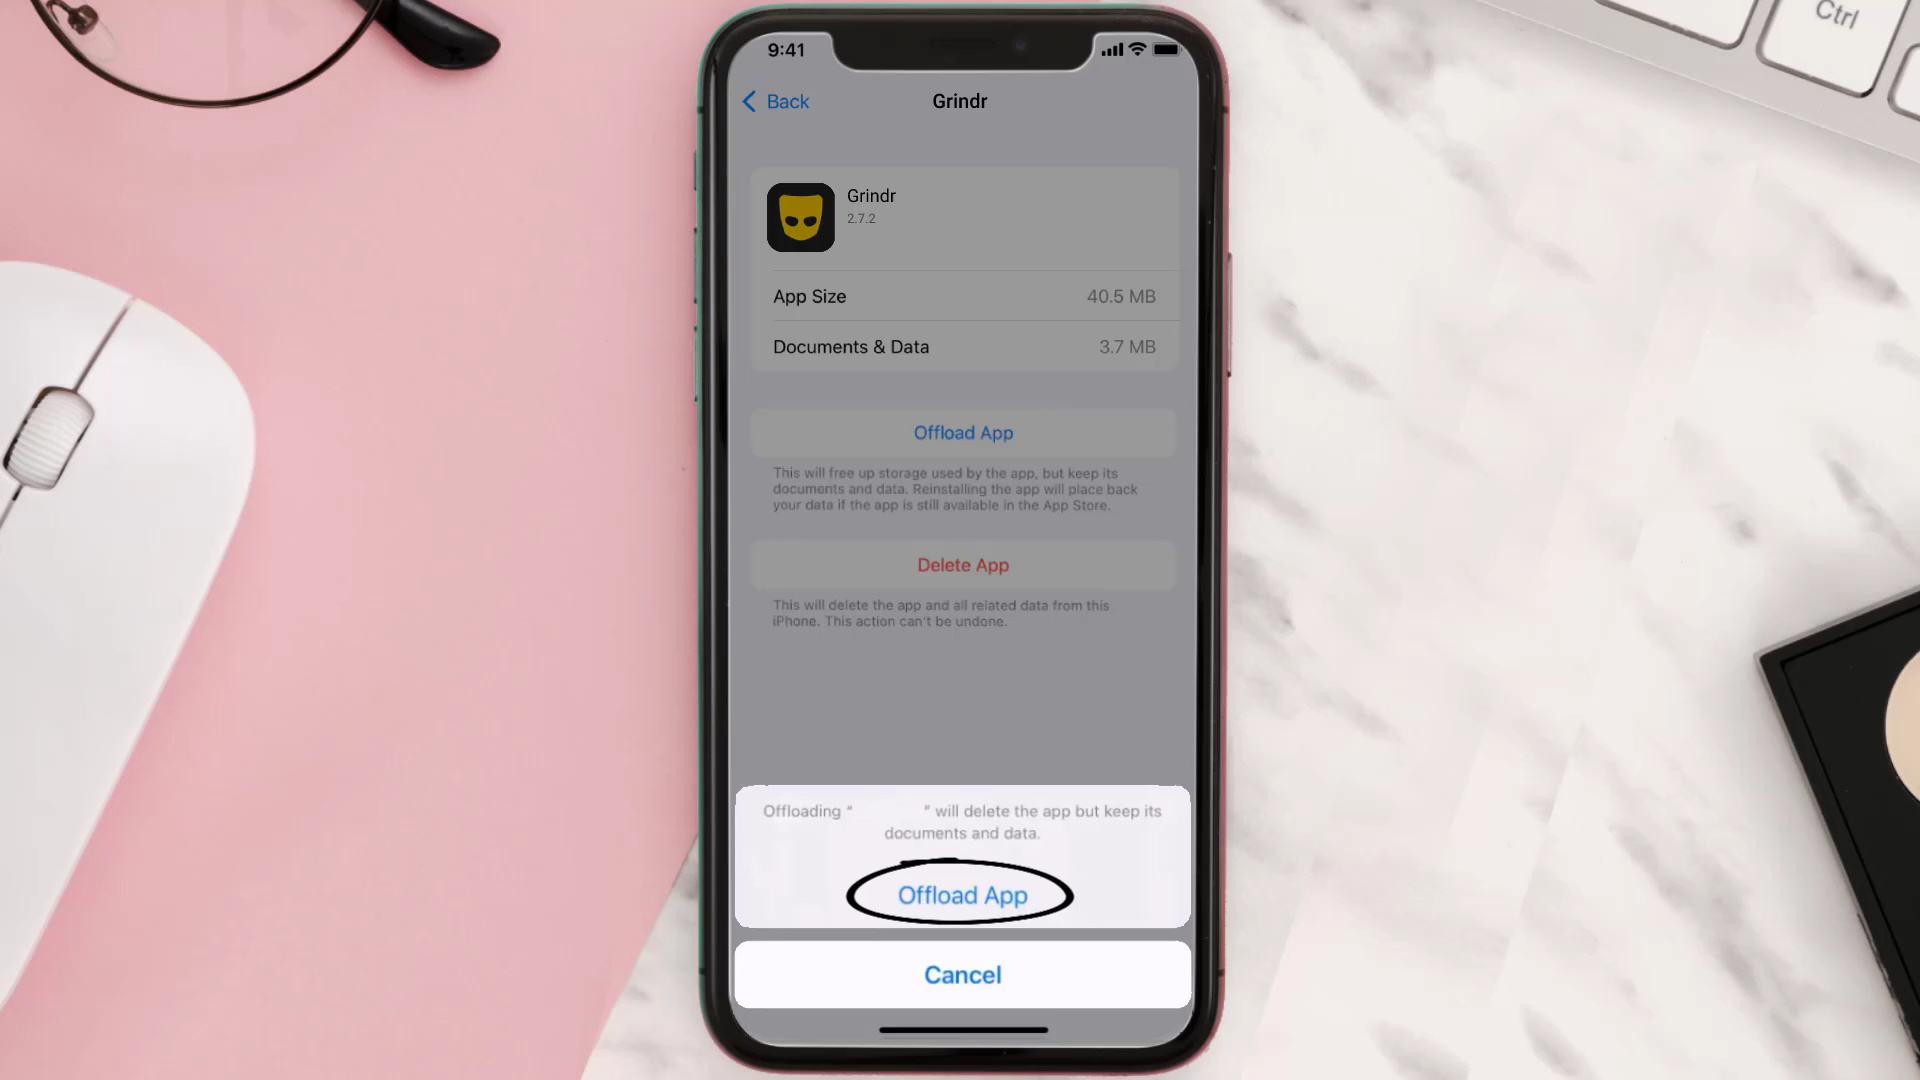 Ctrl
9:41
Back
Grindr
Grindr
2.7.2
App Size 40.5 MB
Documents & Data 3.7 MB
Offload App
This will free up storage used by the app, but keep its
documents and data. Reinstalling the app will place back
your data if the app is still available in the App Store.
Delete App
This will delete the app and all related data from this
iPhone. This action can't be undone.
Offloading “ ” will delete the app but keep its
documents and data.
Offload App
Cancel